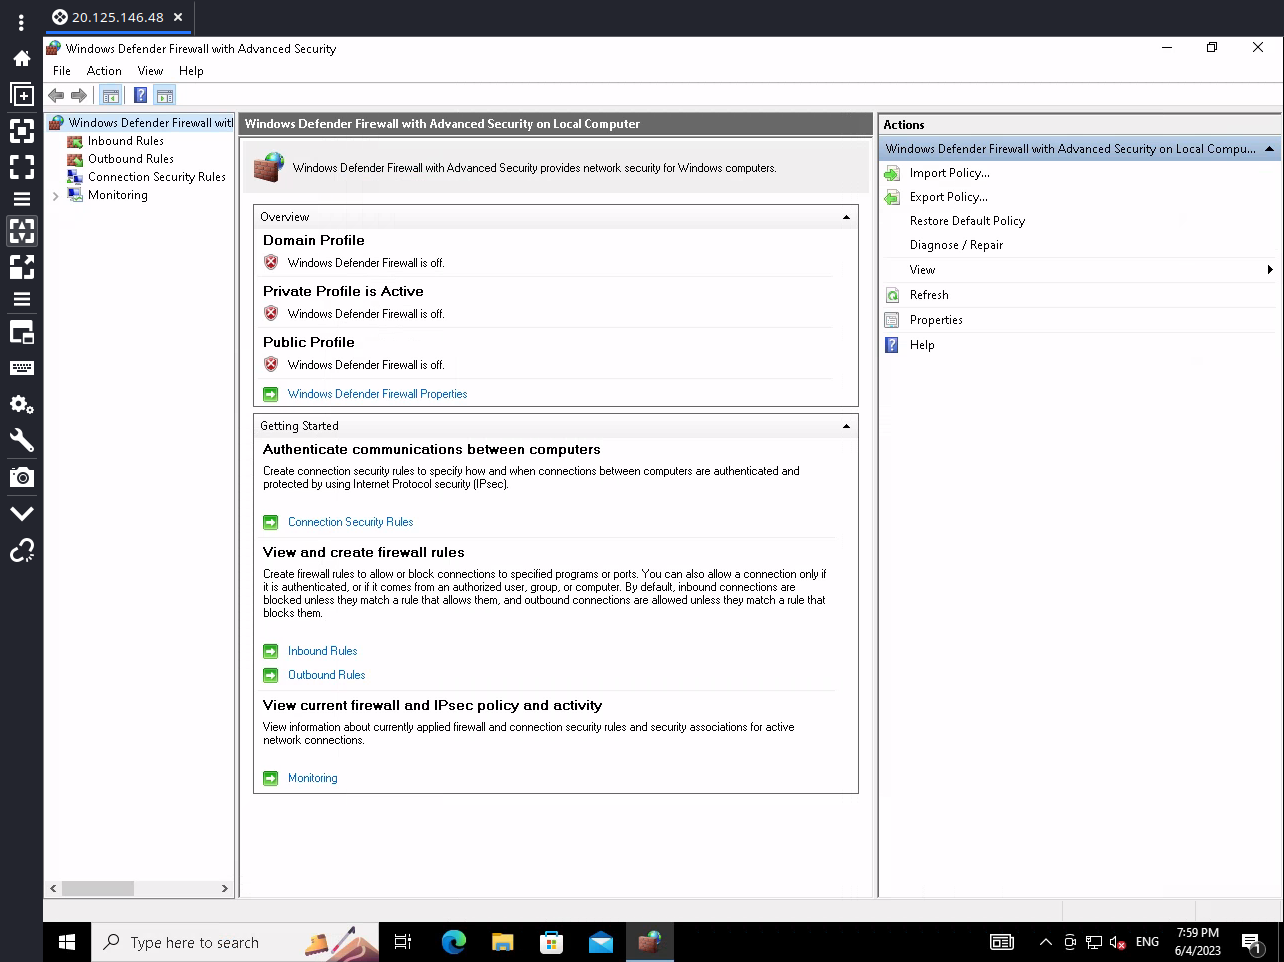 20.125.146.48
Windows Defender Firewall with Advanced Security
File Action View Help
Windows Defender Firewall wit
Inbound Rules
Outbound Rules
Connection Security Rules
Monitoring
Windows Defender Firewall with Advanced Security on Local Computer
Windows Defender Firewall with Advanced Security provides network security for Windows computers.
Overview
Domain Profile
Windows Defender Firewall is off.
Private Profile is Active
Windows Defender Firewall is off.
Public Profile
Windows Defender Firewall is off.
Windows Defender Firewall Properties
Getting Started
Authenticate communications between computers
Create connection security rules to specify how and when connections between computers are authenticated and
protected by using Internet Protocol security (IPsec).
Connection Security Rules
View and create firewall rules
Create firewall rules to allow or block connections to specified programs or ports. You can also allow a connection only if
it is authenticated, or if it comes from an authorized user, group, or computer. By default, inbound connections are
blocked unless they match a rule that allows them, and outbound connections are allowed unless they match a rule that
blocks them.
Inbound Rules
Outbound Rules
View current firewall and IPsec policy and activity
View information about currently applied firewall and connection security rules and security associations for active
network connections.
Monitoring
Actions
Windows Defender Firewall with Advanced Security on Local Compu...
Import Policy...
Export Policy...
Restore Default Policy
Diagnose / Repair
View
Refresh
Properties
Help
Type here to search
ENG
7:59 PM
6/4/2023
1